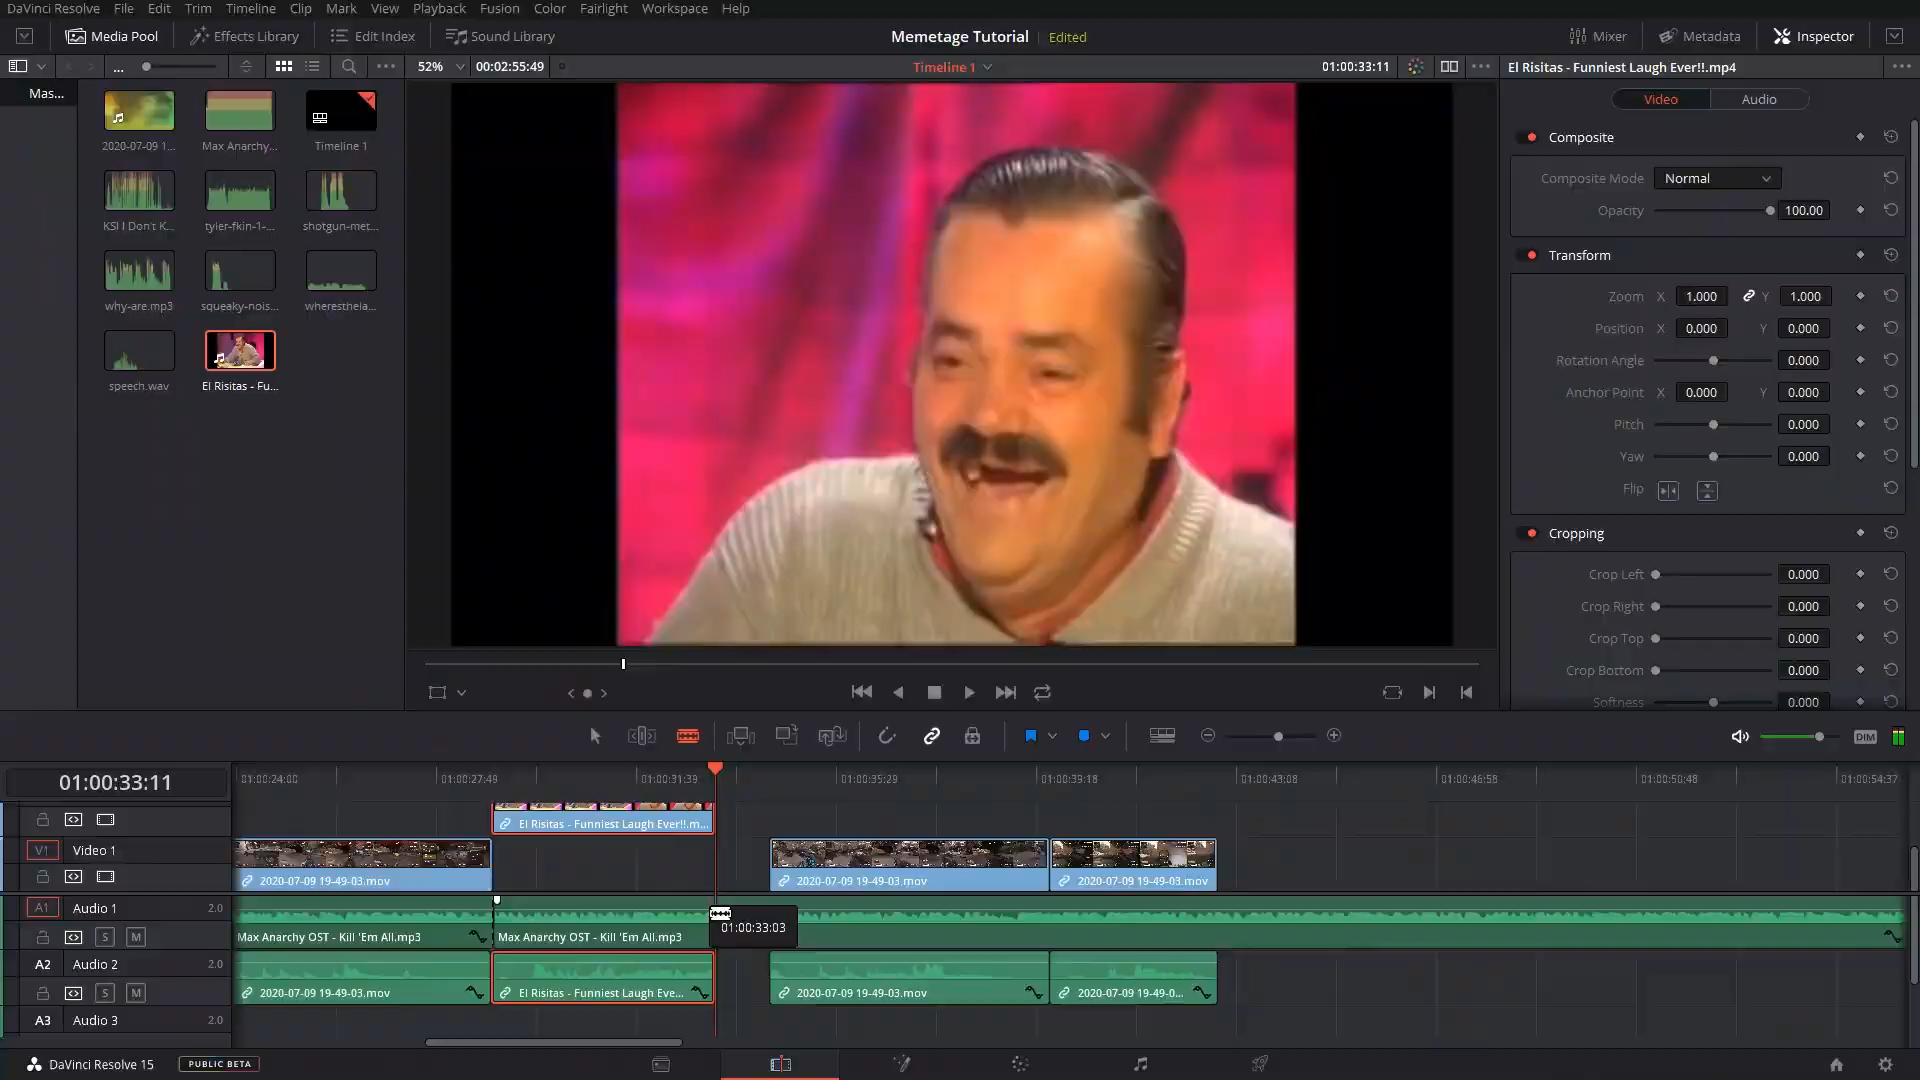 DaVinci Resolve File Edit Trim Timeline Clip Mark View Playback Fusion Color Fairlight Workspace Help
Media Pool Effects Library Edit Index Sound Library Memetage Tutorial Edited Mixer Metadata Inspector
... 52% 00:02:55:49 Timeline 1 01:00:33:11 El Risitas - Funniest Laugh Ever!!.mp4
Mas...
2020-07-09 1... Max Anarchy... Timeline 1
KSI I Don't K... tyler-fkin-1-... shotgun-met...
why-are.mp3 squeaky-nois... wheresthela...
speech.wav El Risitas - Fu...
Video Audio
Composite
Composite Mode Normal
Opacity 100.00
Transform
Zoom X 1.000 Y 1.000
Position X 0.000 Y 0.000
Rotation Angle 0.000
Anchor Point X 0.000 Y 0.000
Pitch 0.000
Yaw 0.000
Flip
Cropping
Crop Left 0.000
Crop Right 0.000
Crop Top 0.000
Crop Bottom 0.000
Softness 0.000
DIM
01:00:33:11 01:00:24:00 01:00:27:49 01:00:31:39 01:00:35:29 01:00:39:18 01:00:43:08 01:00:46:58 01:00:50:48 01:00:54:37
El Risitas - Funniest Laugh Ever!!.m...
V1 Video 1
2020-07-09 19-49-03.mov 2020-07-09 19-49-03.mov 2020-07-09 19-49-03.mov
A1 Audio 1 2.0
01:00:33:03
S M Max Anarchy OST - Kill 'Em All.mp3 Max Anarchy OST - Kill 'Em All.mp3
A2 Audio 2 2.0
S M 2020-07-09 19-49-03.mov El Risitas - Funniest Laugh Eve... 2020-07-09 19-49-03.mov 2020-07-09 19-49-0...
A3 Audio 3 2.0
DaVinci Resolve 15 PUBLIC BETA